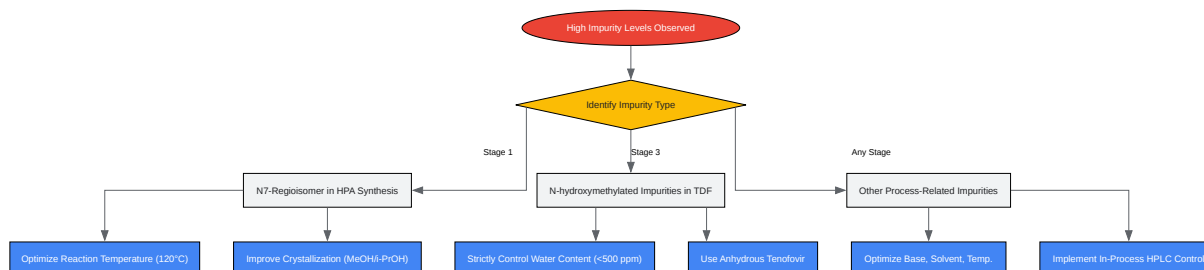 High Impurity Levels Observed
Identify Impurity Type
Stage 1
Stage 3
Any Stage
N7-Regioisomer in HPA Synthesis
N-hydroxymethylated Impurities in TDF
Other Process-Related Impurities
Optimize Reaction Temperature (120°C)
Improve Crystallization (MeOH/i-PrOH)
Strictly Control Water Content (<500 ppm)
Use Anhydrous Tenofovir
Optimize Base, Solvent, Temp.
Implement In-Process HPLC Control